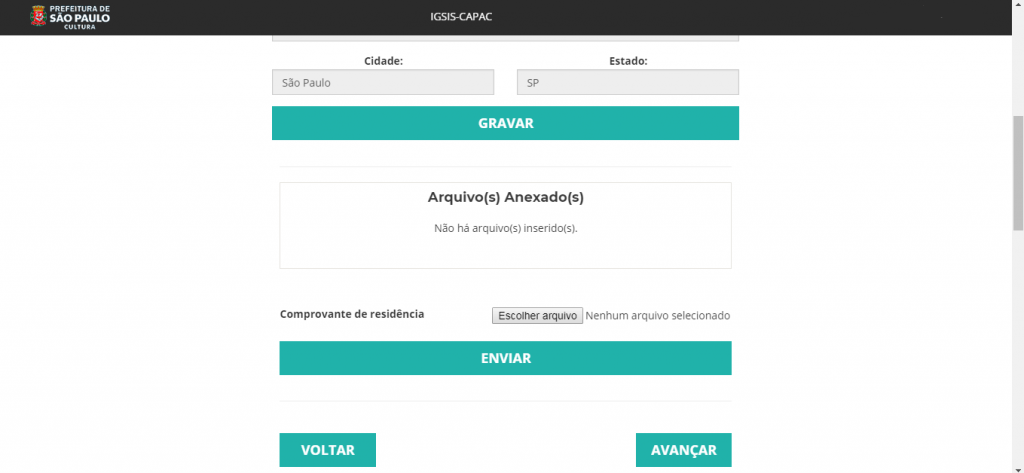 PREFEITURA DE
SÃO PAULO
CULTURA
IGSIS-CAPAC
Cidade:
Estado:
São Paulo
SP
GRAVAR
Arquivo(s) Anexado(s)
Não há arquivo(s) inserido(s).
Comprovante de residência
Escolher arquivo Nenhum arquivo selecionado
ENVIAR
VOLTAR
AVANÇAR